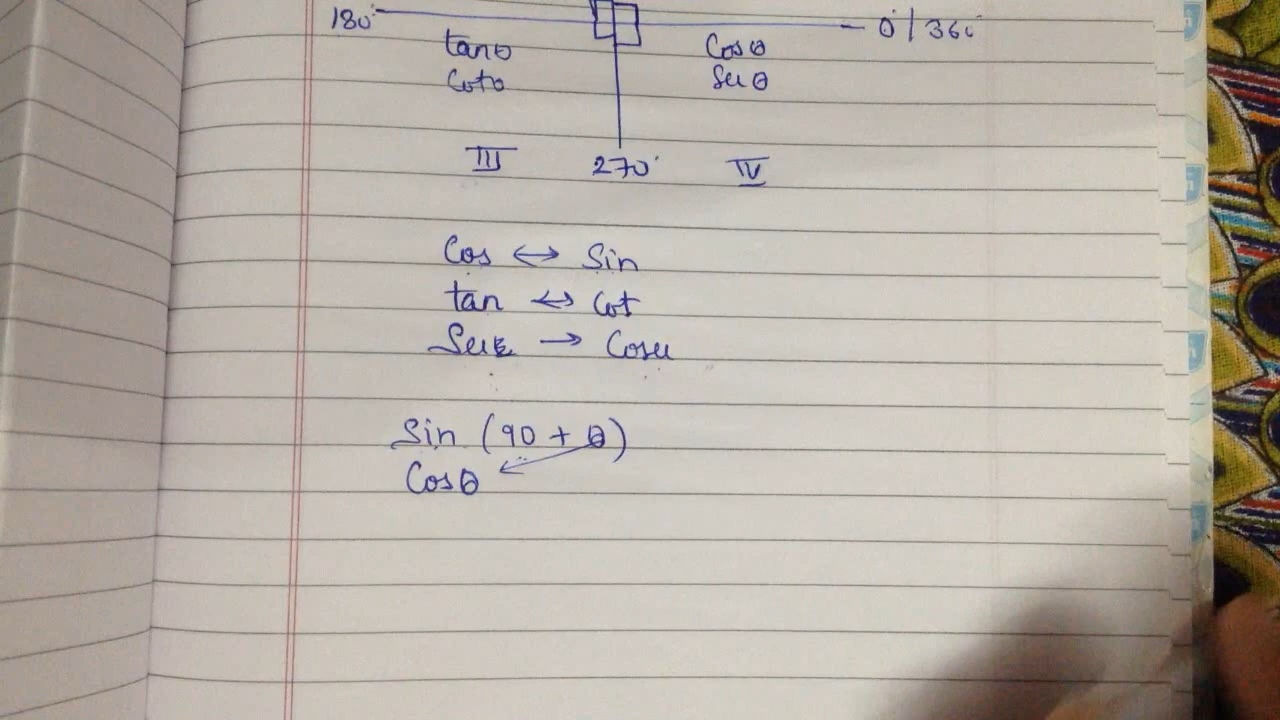 180° 0°/360°
tanθ Cosθ
Cotθ Secθ
III 270° IV
Cos ↔ Sin
tan ↔ Cot
Sec → Cosec
Sin (90 + θ)
Cosθ